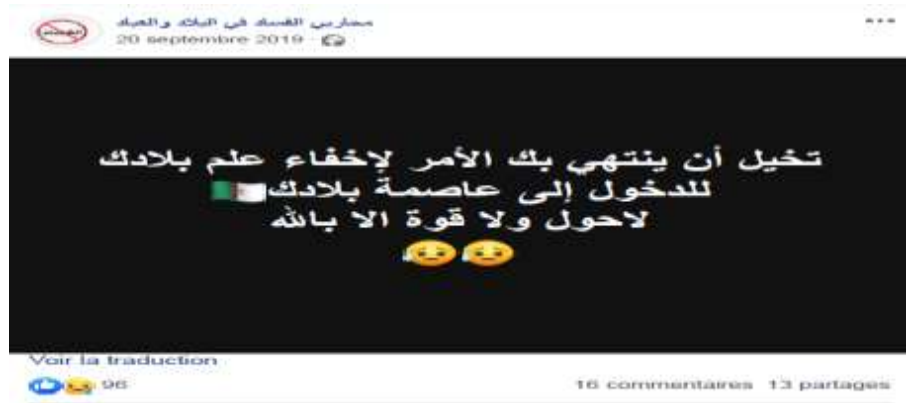 محاربي الفساد في البلاد والعباد
20 septembre 2019
تخيل أن ينتهي بك الأمر لإخفاء علم بلادك
للدخول إلى عاصمة بلادك
لاحول ولا قوة الا بالله
Voir la traduction
96
16 commentaires 13 partages